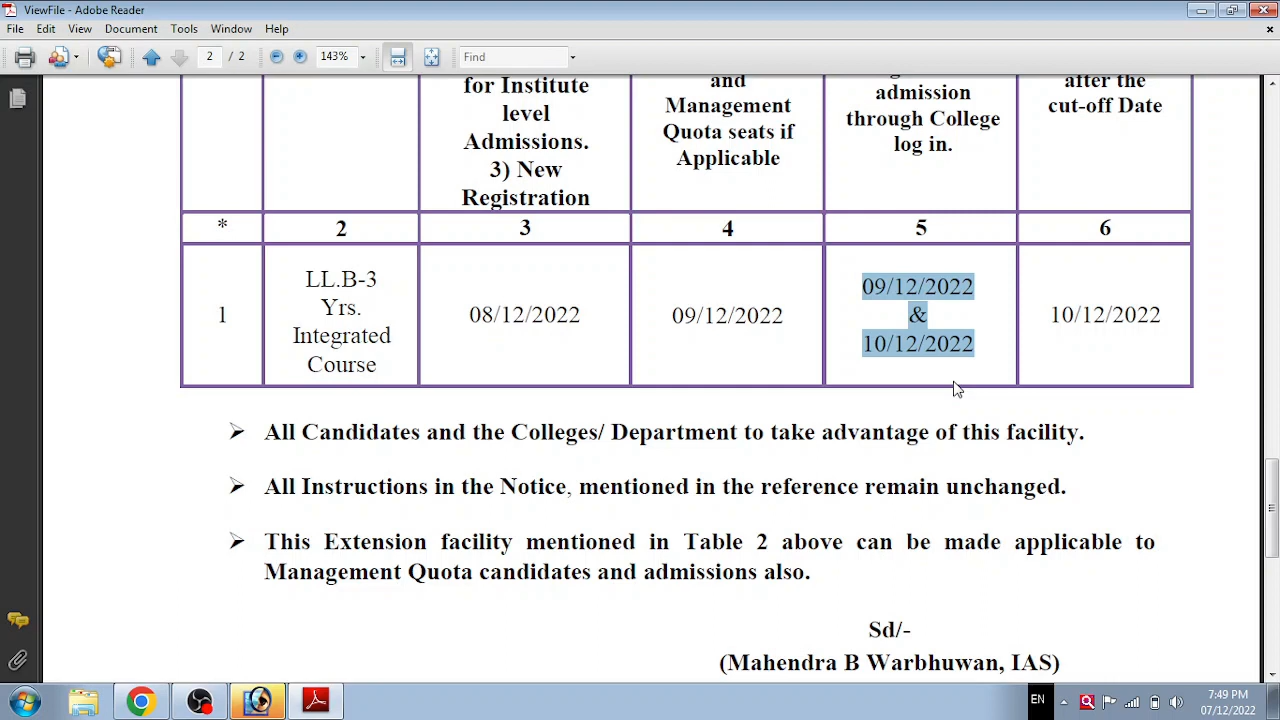 ViewFile - Adobe Reader
File Edit View Document Tools Window Help
2 / 2 143% Find
for Institute level Admissions. 3) New Registration
and Management Quota seats if Applicable
admission through College log in.
after the cut-off Date
* 2 3 4 5 6
1
LL.B-3
Yrs.
Integrated
Course
08/12/2022
09/12/2022
09/12/2022
&
10/12/2022
10/12/2022
➢ All Candidates and the Colleges/ Department to take advantage of this facility.
➢ All Instructions in the Notice, mentioned in the reference remain unchanged.
➢ This Extension facility mentioned in Table 2 above can be made applicable to
Management Quota candidates and admissions also.
Sd/-
(Mahendra B Warbhuwan, IAS)
EN
7:49 PM
07/12/2022